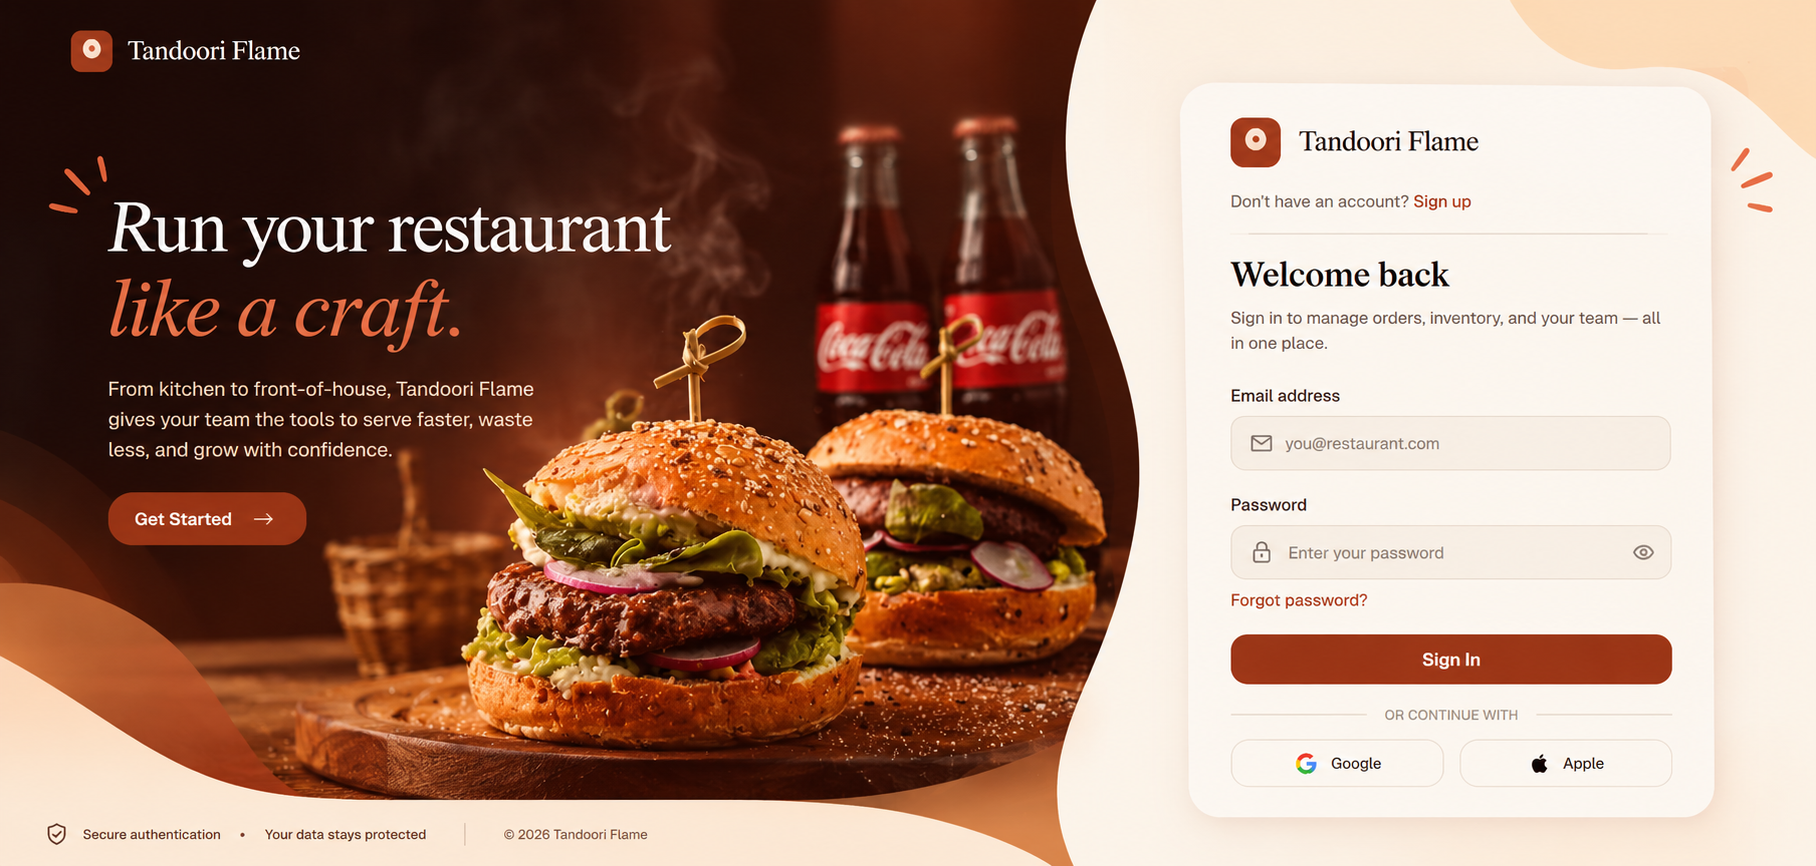 Tandoori Flame
Run your restaurant
like a craft.
From kitchen to front-of-house, Tandoori Flame
gives your team the tools to serve faster, waste
less, and grow with confidence.
Get Started
Coca-Cola
Coca-Cola
Secure authentication • Your data stays protected
© 2026 Tandoori Flame
Tandoori Flame
Don't have an account? Sign up
Welcome back
Sign in to manage orders, inventory, and your team — all
in one place.
Email address
you@restaurant.com
Password
Enter your password
Forgot password?
Sign In
OR CONTINUE WITH
Google
Apple